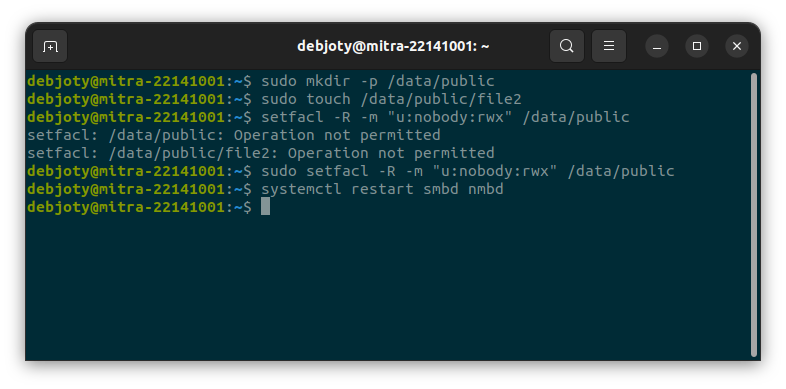 debjoty@mitra-22141001: ~
debjoty@mitra-22141001:~$ sudo mkdir -p /data/public
debjoty@mitra-22141001:~$ sudo touch /data/public/file2
debjoty@mitra-22141001:~$ setfacl -R -m "u:nobody:rwx" /data/public
setfacl: /data/public: Operation not permitted
setfacl: /data/public/file2: Operation not permitted
debjoty@mitra-22141001:~$ sudo setfacl -R -m "u:nobody:rwx" /data/public
debjoty@mitra-22141001:~$ systemctl restart smbd nmbd
debjoty@mitra-22141001:~$